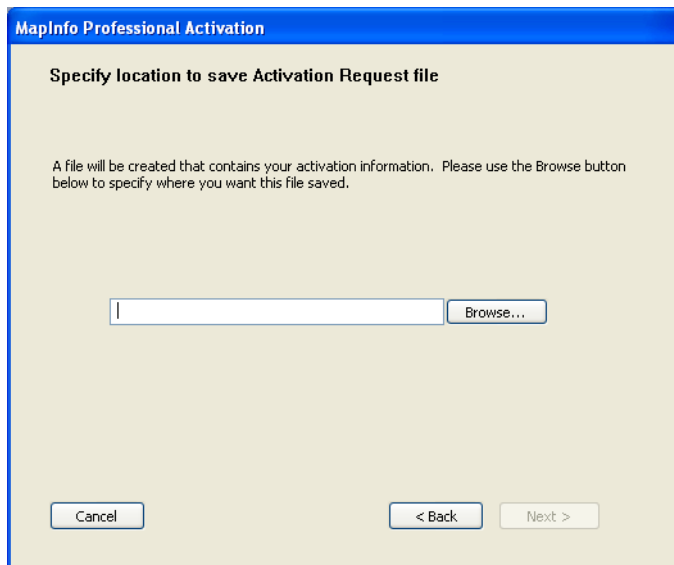 MapInfo Professional Activation
Specify location to save Activation Request file
A file will be created that contains your activation information.  Please use the Browse button
below to specify where you want this file saved.
Browse...
Cancel
< Back
Next >